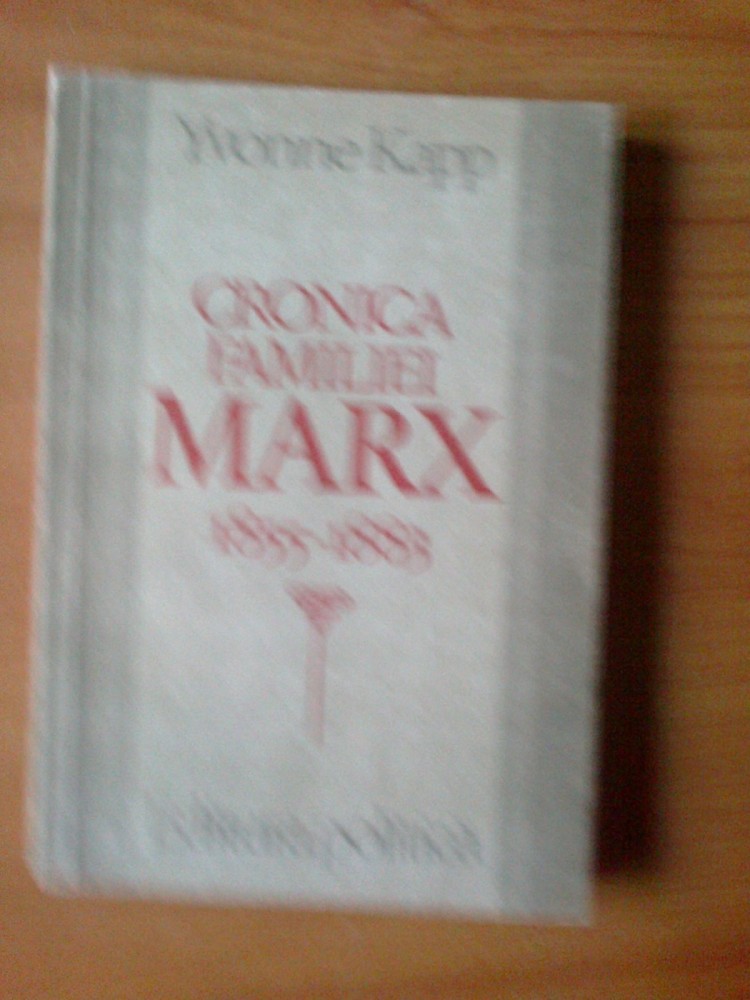 Yvonne Kapp
CRONICA
FAMILIEI
MARX
1855-1883
editura politică